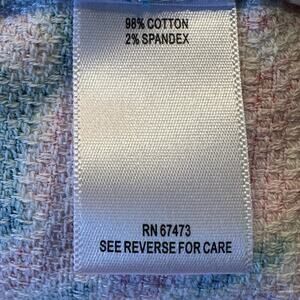 98% COTTON
2% SPANDEX
RN 67473
SEE REVERSE FOR CARE